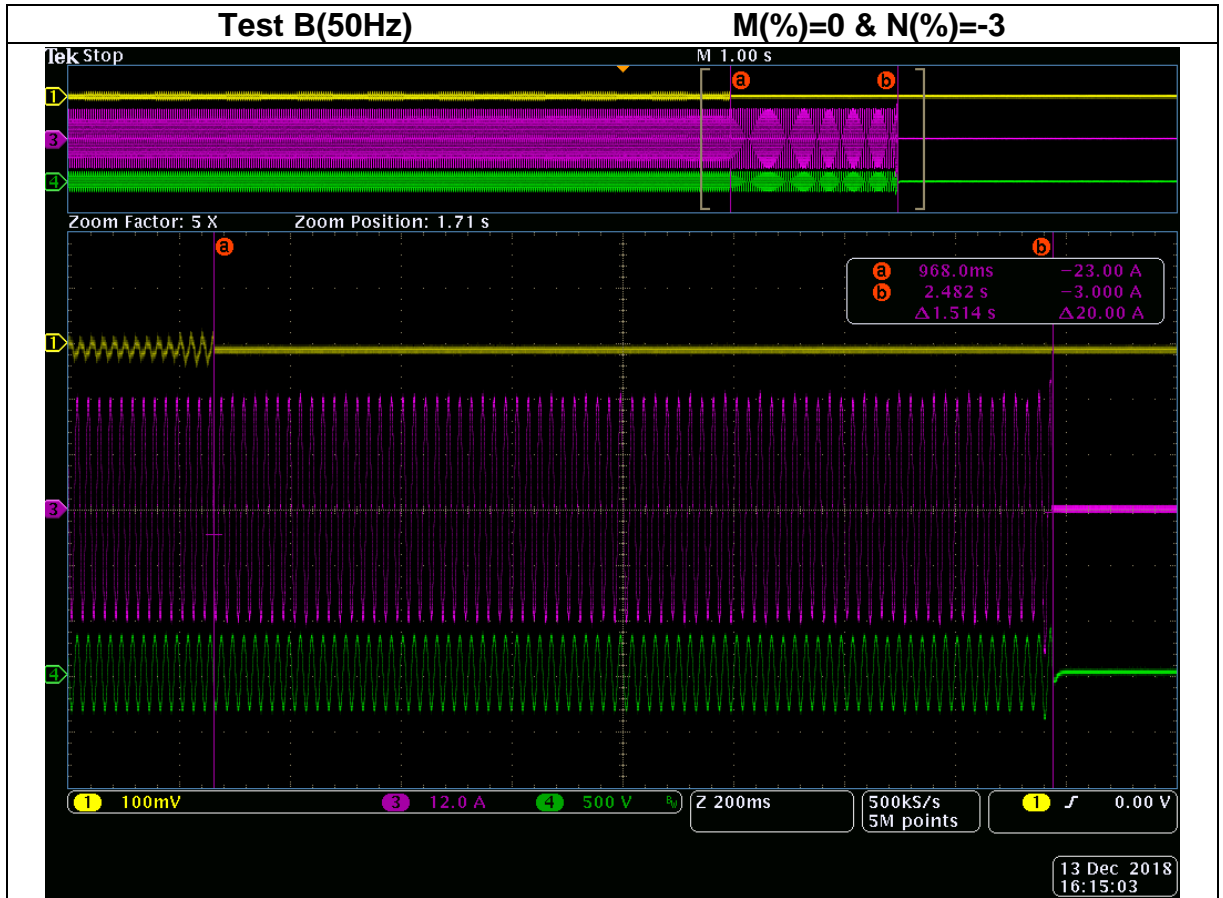 Test B(50Hz) M(%)=0 & N(%)=-3
Tek Stop M 1.00 s
a b
1
3
4
Zoom Factor: 5 X Zoom Position: 1.71 s
a b
a 968.0ms −23.00 A
b 2.482 s −3.000 A
Δ1.514 s Δ20.00 A
1
3
4
1 100mV 3 12.0 A 4 500 V BW Z 200ms 500kS/s 1 0.00 V
5M points
13 Dec 2018
16:15:03